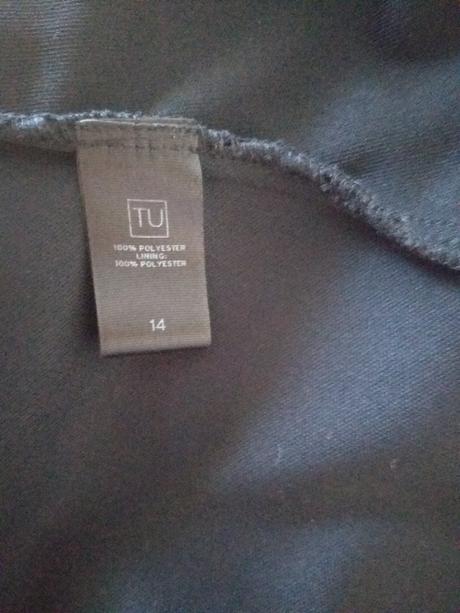 TU
100% POLYESTER
LINING:
100% POLYESTER
14